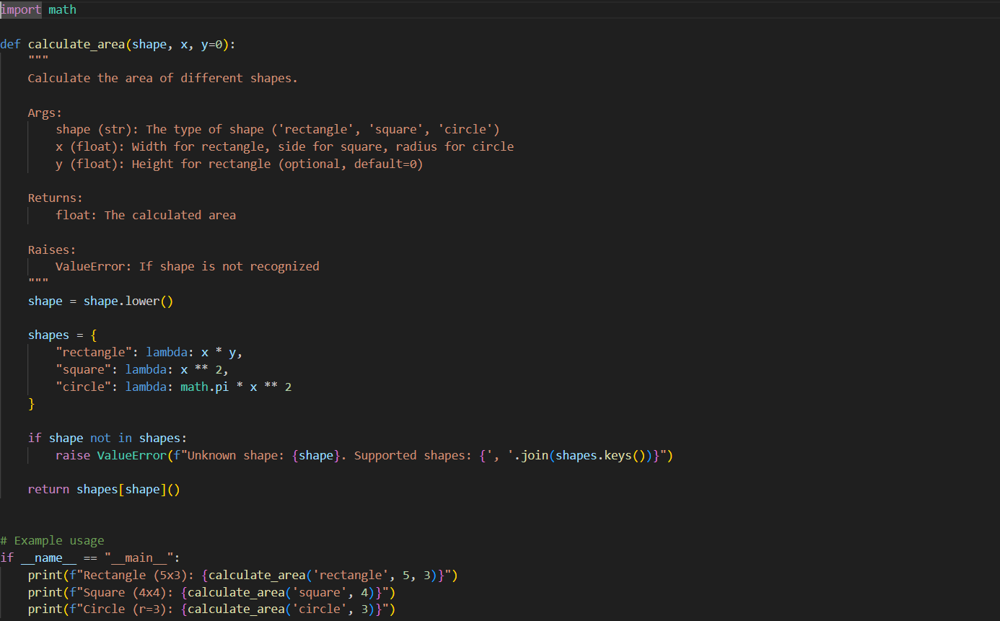 import math

def calculate_area(shape, x, y=0):
    """
    Calculate the area of different shapes.

    Args:
        shape (str): The type of shape ('rectangle', 'square', 'circle')
        x (float): Width for rectangle, side for square, radius for circle
        y (float): Height for rectangle (optional, default=0)

    Returns:
        float: The calculated area

    Raises:
        ValueError: If shape is not recognized
    """
    shape = shape.lower()

    shapes = {
        "rectangle": lambda: x * y,
        "square": lambda: x ** 2,
        "circle": lambda: math.pi * x ** 2
    }

    if shape not in shapes:
        raise ValueError(f"Unknown shape: {shape}. Supported shapes: {', '.join(shapes.keys())}")

    return shapes[shape]()


# Example usage
if __name__ == "__main__":
    print(f"Rectangle (5x3): {calculate_area('rectangle', 5, 3)}")
    print(f"Square (4x4): {calculate_area('square', 4)}")
    print(f"Circle (r=3): {calculate_area('circle', 3)}")